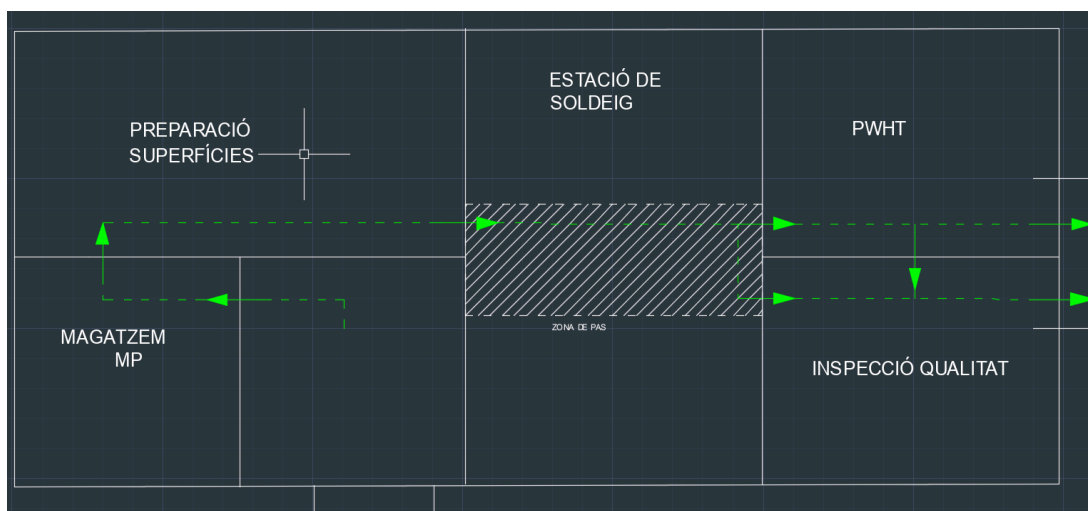 PREPARACIÓ
SUPERFÍCIES
ESTACIÓ DE
SOLDEIG
PWHT
MAGATZEM
MP
ZONA DE PAS
INSPECCIÓ QUALITAT